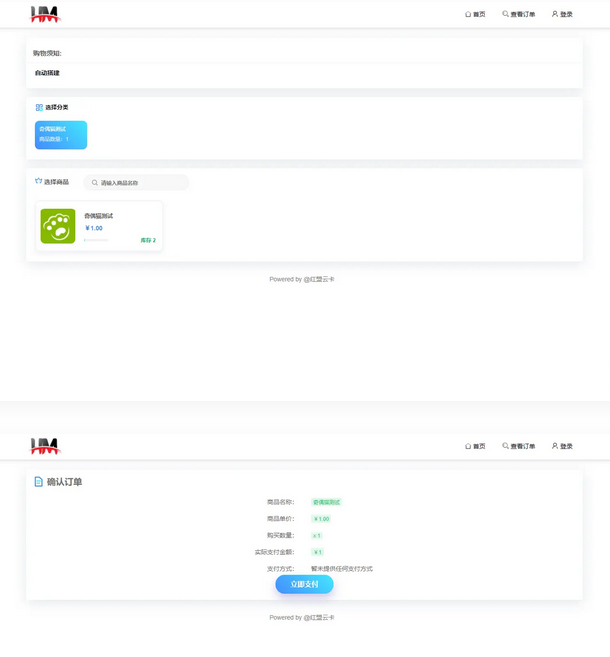 HM
首页 查看订单 登录
购物须知:
自动搭建
选择分类
奇偶猫测试
商品数量: 1
选择商品 请输入商品名称
奇偶猫测试
¥1.00
库存 2
Powered by @红盟云卡
HM
首页 查看订单 登录
确认订单
商品名称: 奇偶猫测试
商品单价: ¥1.00
购买数量: x 1
实际支付金额: ¥1
支付方式: 暂未提供任何支付方式
立即支付
Powered by @红盟云卡